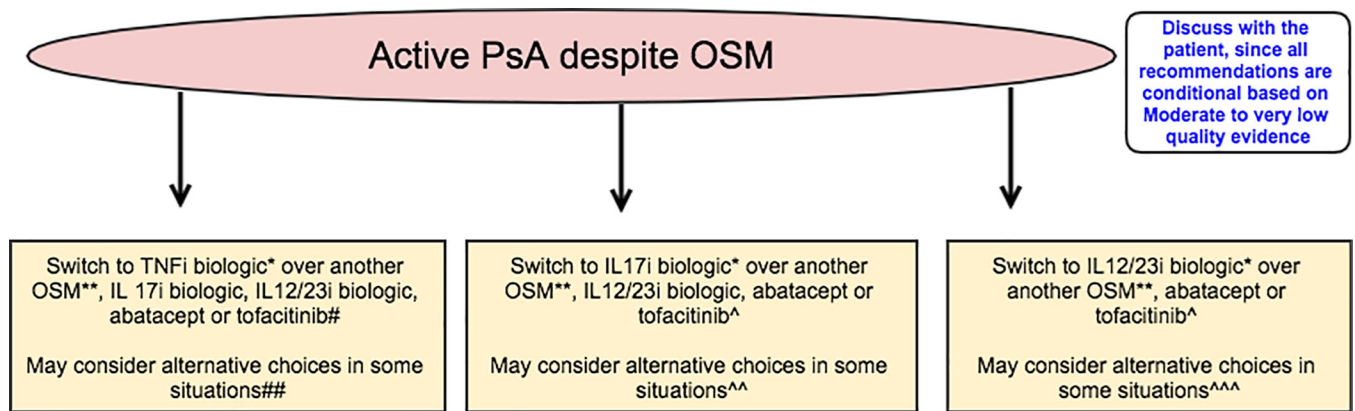 Active PsA despite OSM
Discuss with the
patient, since all
recommendations are
conditional based on
Moderate to very low
quality evidence
Switch to TNFi biologic* over another
OSM**, IL 17i biologic, IL12/23i biologic,
abatacept or tofacitinib#
May consider alternative choices in some
situations##
Switch to IL17i biologic* over another
OSM**, IL12/23i biologic, abatacept or
tofacitinib^
May consider alternative choices in some
situations^^
Switch to IL12/23i biologic* over
another OSM**, abatacept or
tofacitinib^
May consider alternative choices in
some situations^^^